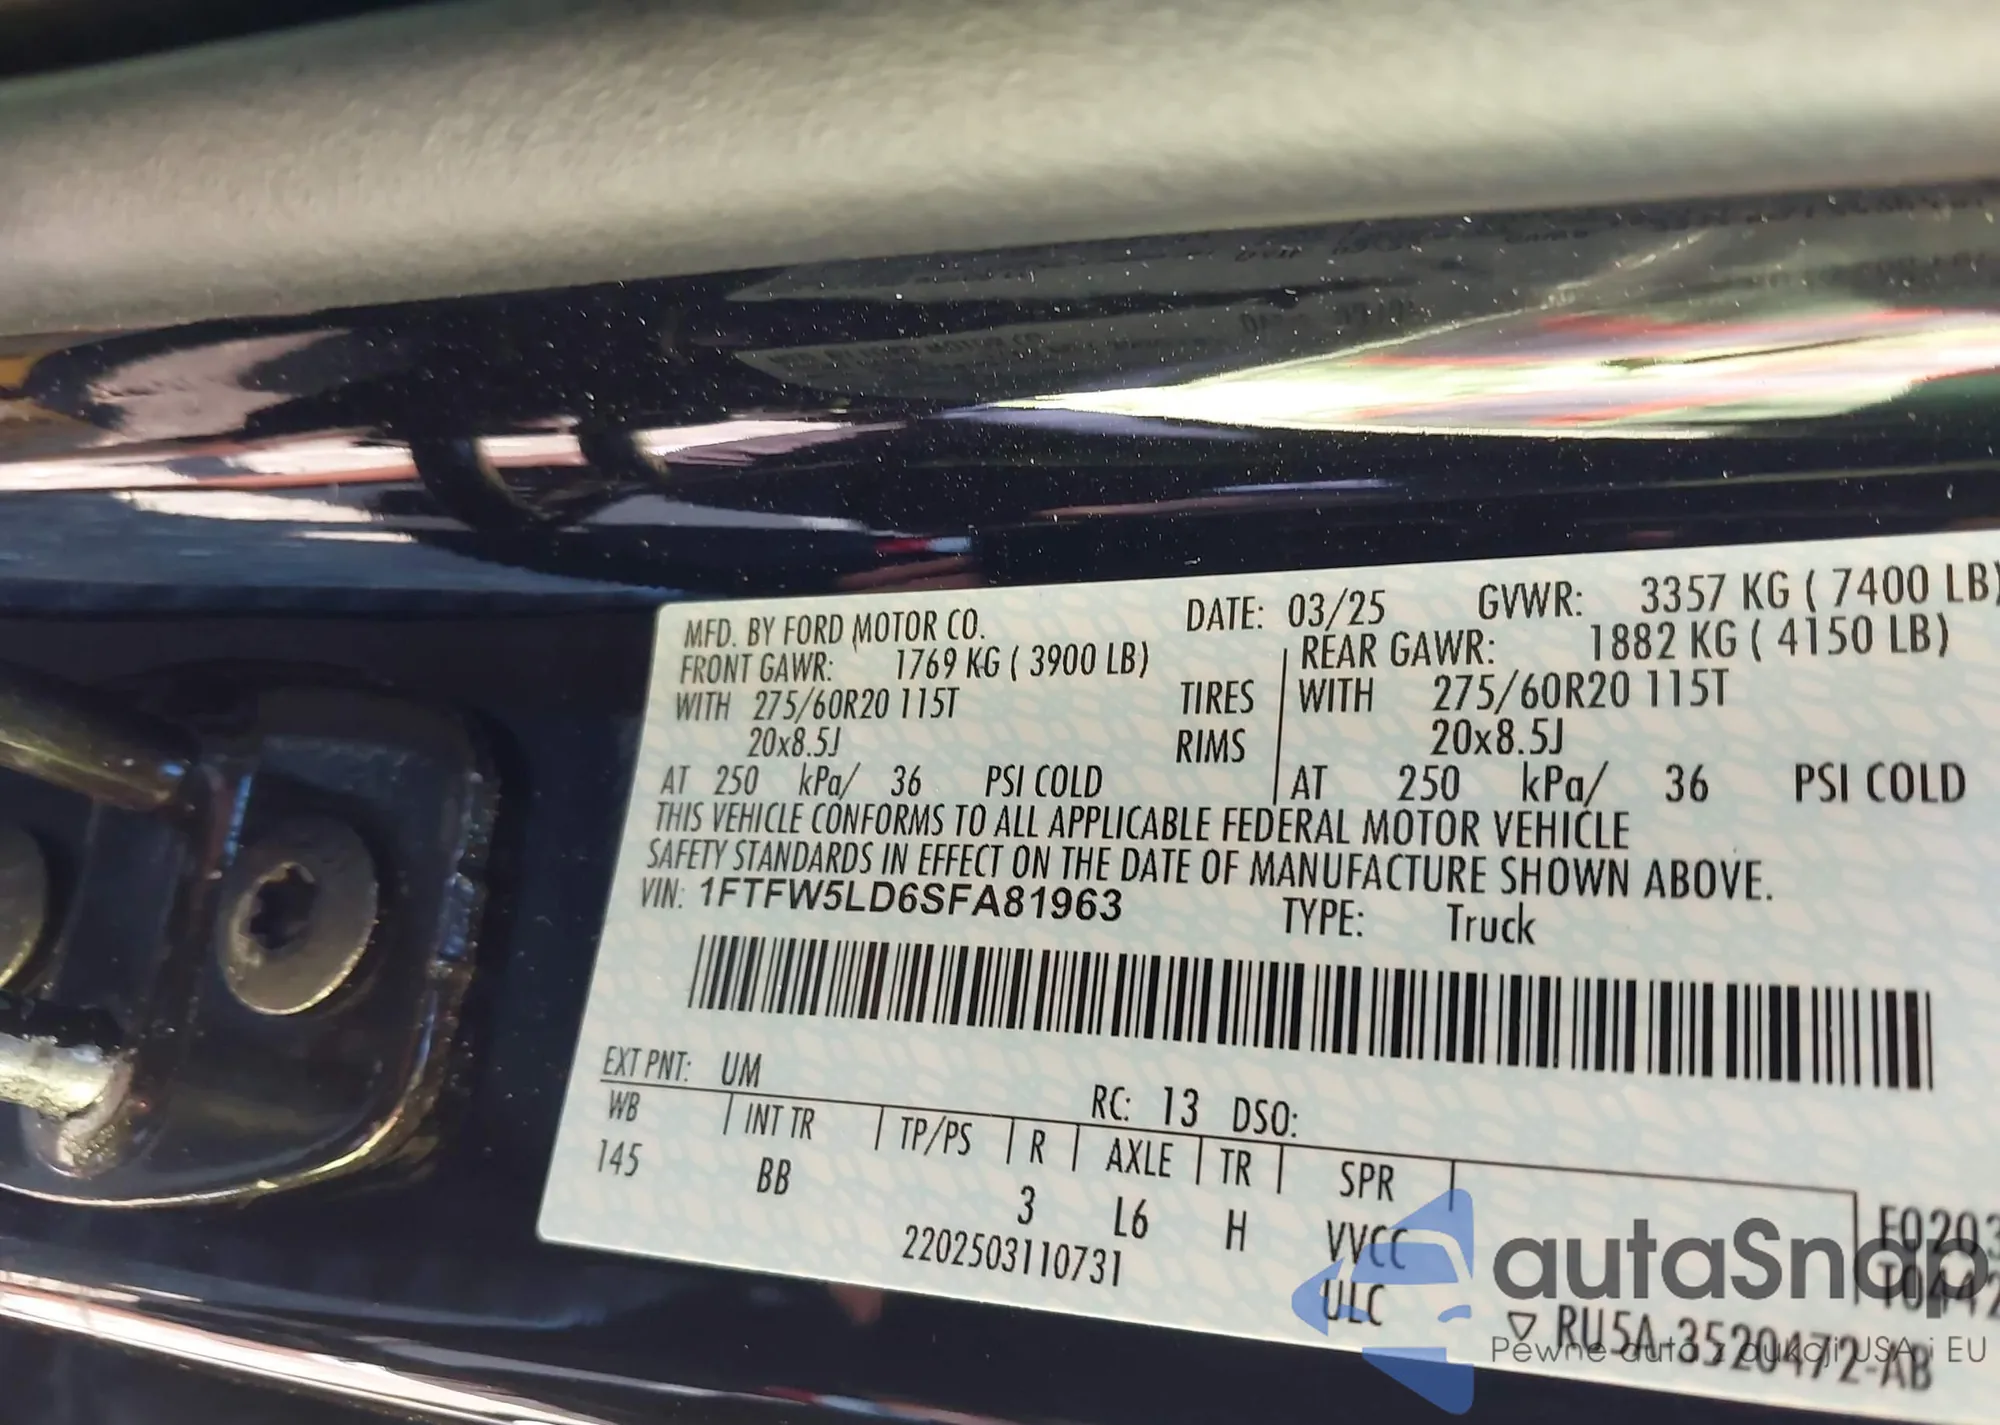 MFD. BY FORD MOTOR CO. DATE: 03/25 GVWR: 3357 KG ( 7400 LB)
FRONT GAWR: 1769 KG ( 3900 LB) REAR GAWR: 1882 KG ( 4150 LB)
WITH 275/60R20 115T TIRES WITH 275/60R20 115T
20x8.5J RIMS 20x8.5J
AT 250 kPa/ 36 PSI COLD AT 250 kPa/ 36 PSI COLD
THIS VEHICLE CONFORMS TO ALL APPLICABLE FEDERAL MOTOR VEHICLE
SAFETY STANDARDS IN EFFECT ON THE DATE OF MANUFACTURE SHOWN ABOVE.
VIN: 1FTFW5LD6SFA81963 TYPE: Truck
EXT PNT: UM RC: 13 DSO:
WB INT TR TP/PS R AXLE TR SPR
145 BB 3 L6 H VVCC
2202503110731 ULC
▽ RU5A-3520472-AB
autaSnap
Pewne auta z aukcji USA i EU